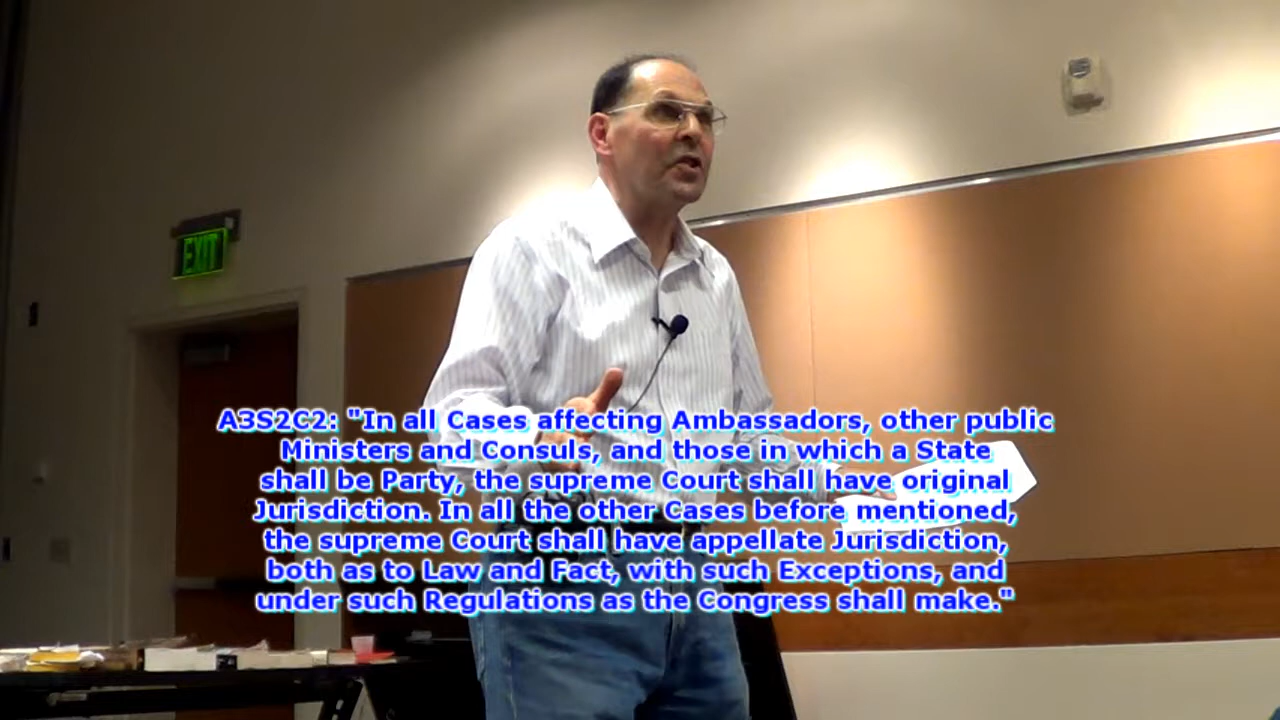 EXIT
A3S2C2: "In all Cases affecting Ambassadors, other public
Ministers and Consuls, and those in which a State
shall be Party, the supreme Court shall have original
Jurisdiction. In all the other Cases before mentioned,
the supreme Court shall have appellate Jurisdiction,
both as to Law and Fact, with such Exceptions, and
under such Regulations as the Congress shall make."